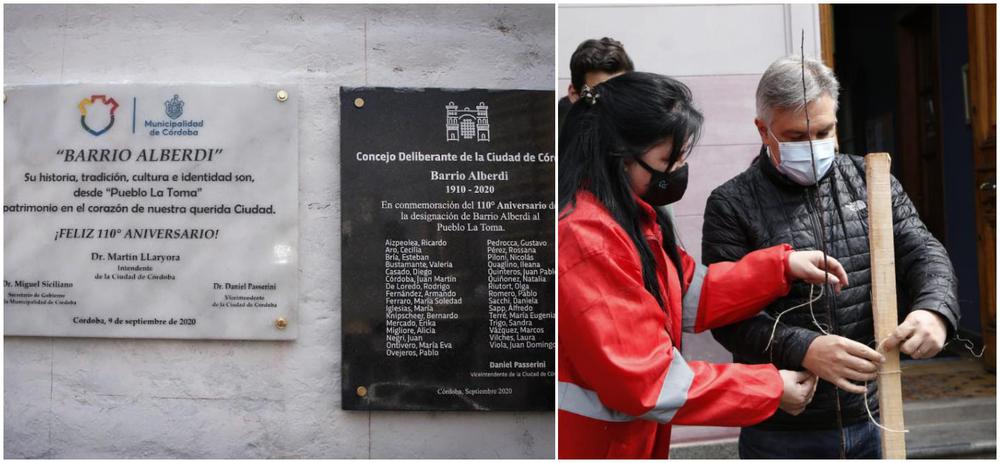 Municipalidad
de Córdoba
"BARRIO ALBERDI"
Su historia, tradición, cultura e identidad son,
desde "Pueblo La Toma"
patrimonio en el corazón de nuestra querida Ciudad.
¡FELIZ 110° ANIVERSARIO!
Dr. Martín LLaryora
Intendente
de la Ciudad de Córdoba
Dr. Miguel Siciliano
Secretario de Gobierno
la Municipalidad de Córdoba
Dr. Daniel Passerini
Viceintendente
de la Ciudad de Córdoba
Córdoba, 9 de septiembre de 2020
Concejo Deliberante de la Ciudad de Cór
Barrio Alberdi
1910 - 2020
En conmemoración del 110° Aniversario de
la designación de Barrio Alberdi al
Pueblo La Toma.
Aizpeolea, Ricardo
Aro, Cecilia
Bría, Esteban
Bustamante, Valeria
Casado, Diego
Córdoba, Juan Martín
De Loredo, Rodrigo
Fernández, Armando
Ferraro, María Soledad
Iglesias, María
Knipscheer, Bernardo
Mercado, Erika
Migliore, Alicia
Negri, Juan
Ontivero, María Eva
Ovejeros, Pablo
Pedrocca, Gustavo
Pérez, Rossana
Piloni, Nicolás
Quaglino, Ileana
Quinteros, Juan Pablo
Quiñonez, Natalia
Riutort, Olga
Romero, Pablo
Sacchi, Daniela
Sapp, Alfredo
Terré, María Eugenia
Trigo, Sandra
Vázquez, Marcos
Vilches, Laura
Viola, Juan Domingo
Daniel Passerini
Viceintendente de la Ciudad de Có
Córdoba, Septiembre 2020